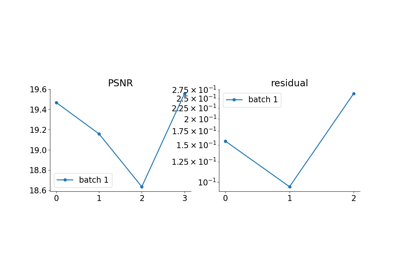 PSNR
19.6
19.4
19.2
19.0
18.8
18.6
0
1
2
3
batch 1
residual
2.75 × 10⁻¹
2.5 × 10⁻¹
2.25 × 10⁻¹
2 × 10⁻¹
1.75 × 10⁻¹
1.5 × 10⁻¹
1.25 × 10⁻¹
10⁻¹
0
1
2
batch 1